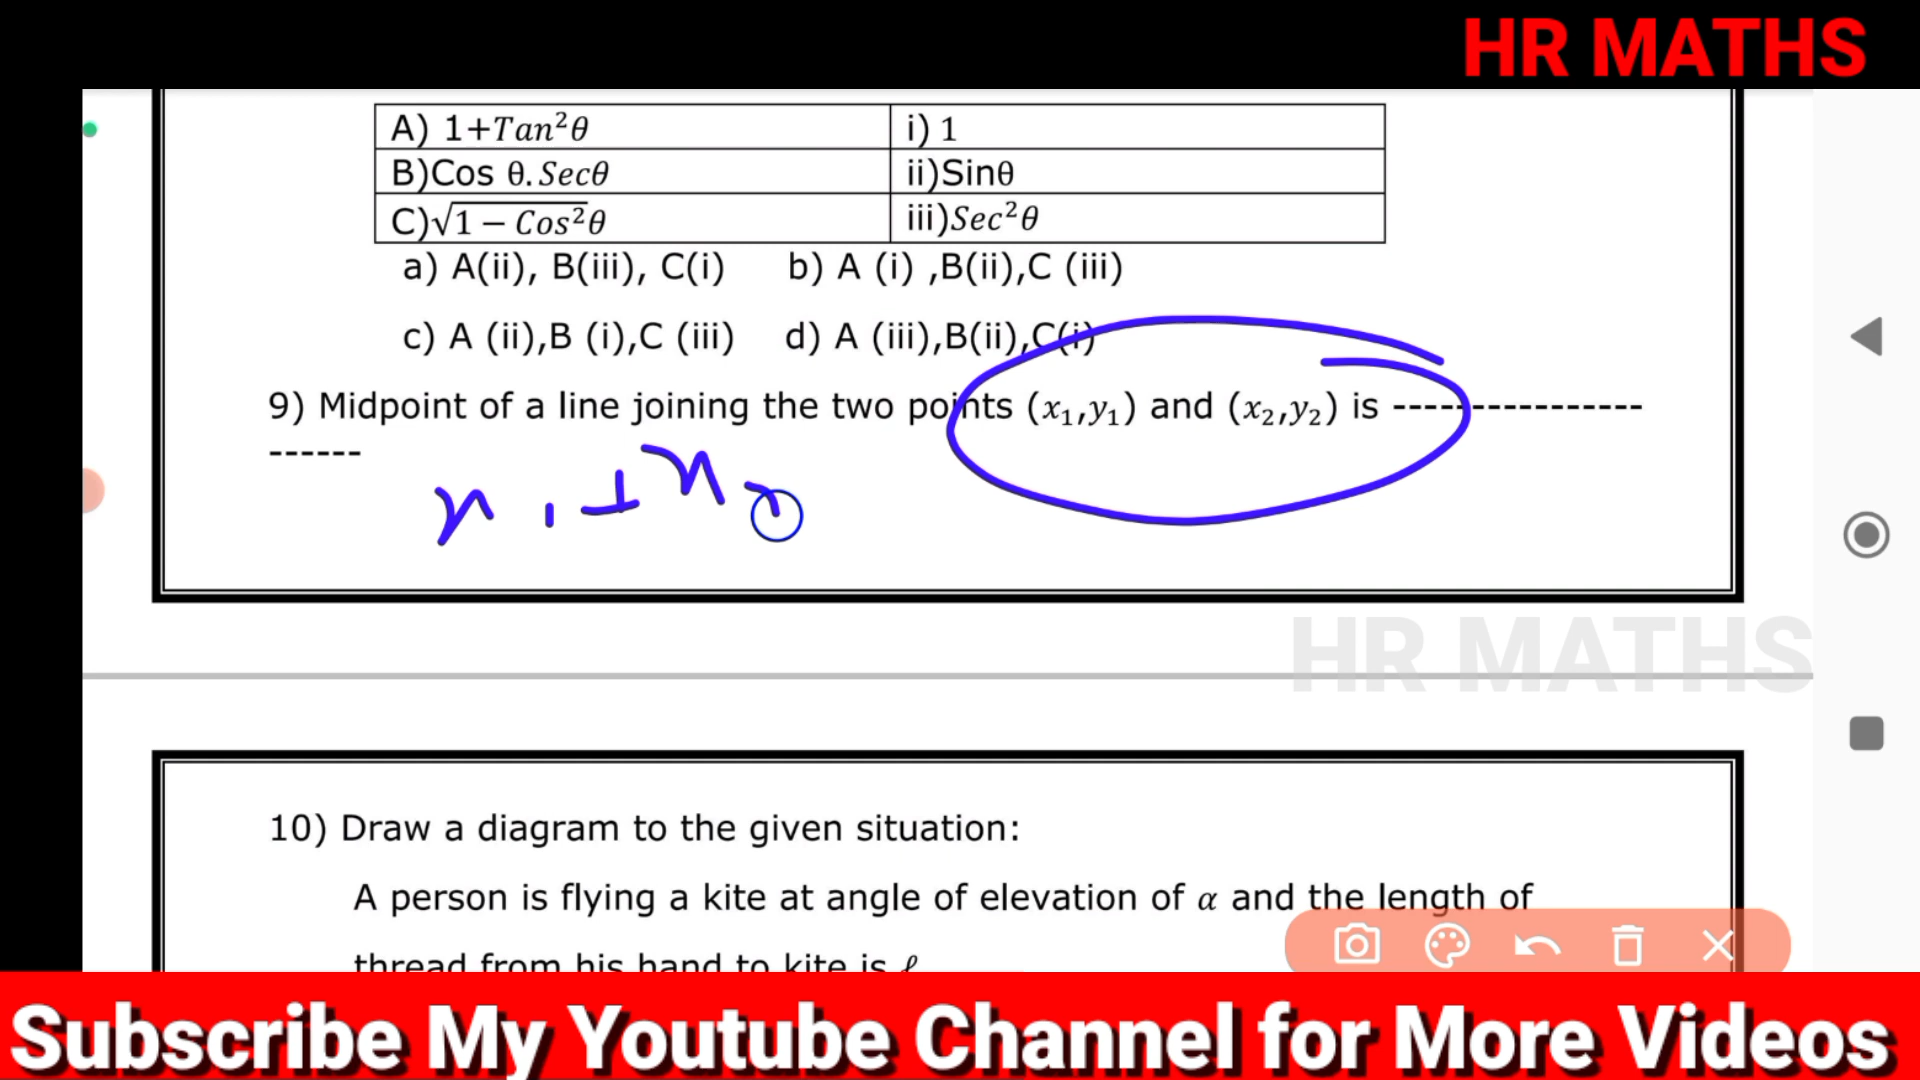 HR MATHS
A) 1+Tan²θ i) 1
B)Cos θ.Secθ ii)Sinθ
C)√1 − Cos²θ iii)Sec²θ
a) A(ii), B(iii), C(i) b) A (i) ,B(ii),C (iii)
c) A (ii),B (i),C (iii) d) A (iii),B(ii),C(i)
9) Midpoint of a line joining the two points (x₁,y₁) and (x₂,y₂) is ----------------
------
x₁+x
HR MATHS
10) Draw a diagram to the given situation:
A person is flying a kite at angle of elevation of α and the length of
thread from his hand to kite is ℓ
Subscribe My Youtube Channel for More Videos